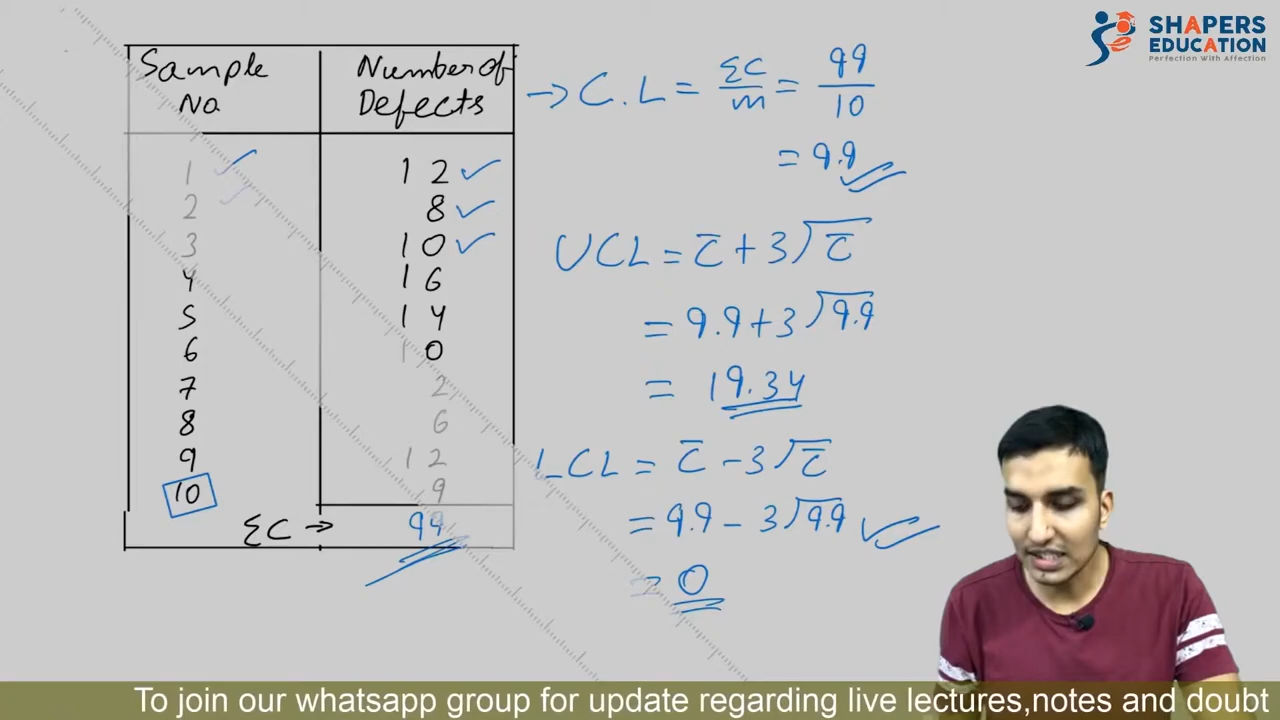 SHAPERS
EDUCATION
Perfection With Affection
Sample No
Number of Defects
1 12
2 8
3 10
4 16
5 14
6 10
7 2
8 6
9 12
10 9
ΣC → 99
→ C.L = ΣC/m = 99/10
= 9.9
UCL = c̅ + 3√c̅
= 9.9 + 3√9.9
= 19.34
LCL = c̅ - 3√c̅
= 9.9 - 3√9.9
= 0
To join our whatsapp group for update regarding live lectures,notes and doubt